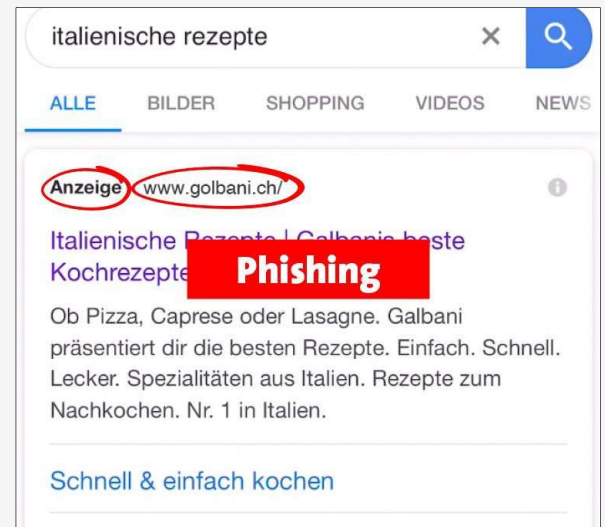 italienische rezepte
ALLE BILDER SHOPPING VIDEOS NEWS
Anzeige www.golbani.ch/
Italienische Rezepte | Galbanis beste
Kochrezepte
Phishing
Ob Pizza, Caprese oder Lasagne. Galbani
präsentiert dir die besten Rezepte. Einfach. Schnell.
Lecker. Spezialitäten aus Italien. Rezepte zum
Nachkochen. Nr. 1 in Italien.
Schnell & einfach kochen